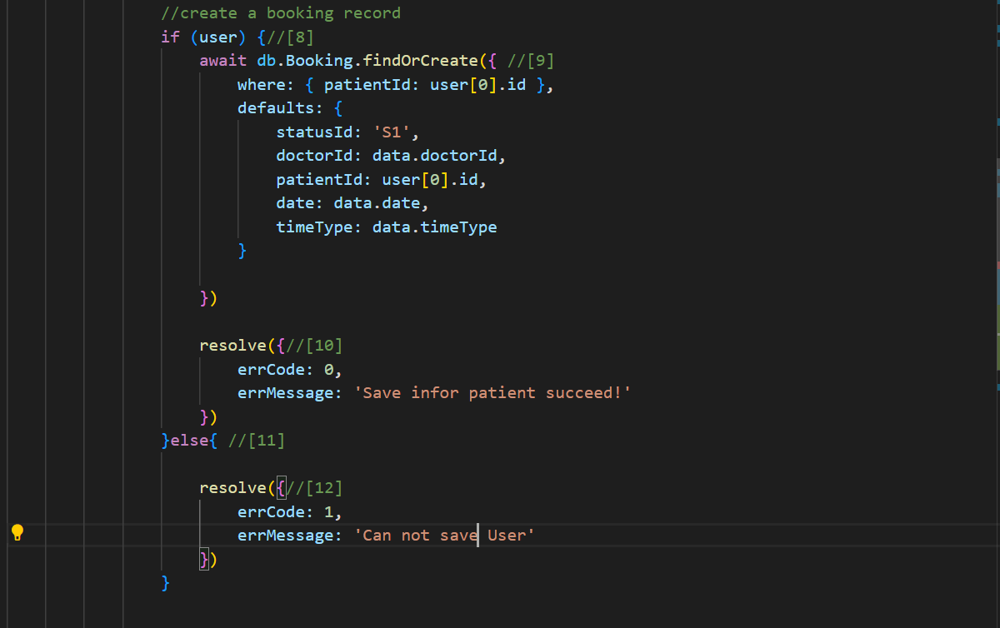 //create a booking record
if (user) {//[8]
await db.Booking.findOrCreate({ //[9]
where: { patientId: user[0].id },
defaults: {
statusId: 'S1',
doctorId: data.doctorId,
patientId: user[0].id,
date: data.date,
timeType: data.timeType
}
})
resolve({//[10]
errCode: 0,
errMessage: 'Save infor patient succeed!'
})
}else{ //[11]
resolve({//[12]
errCode: 1,
errMessage: 'Can not save User'
})
}